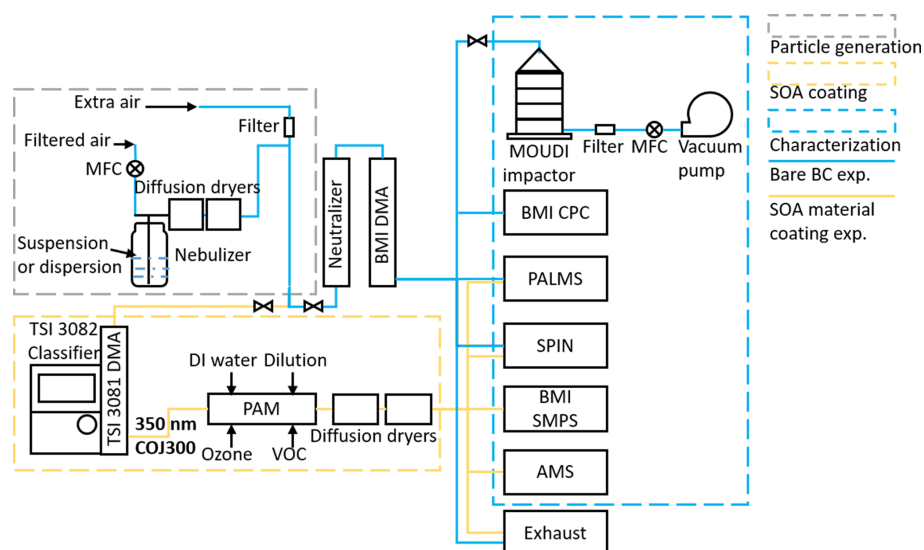 Extra air
Filter
Filtered air
MFC
Diffusion dryers
Suspension
or dispersion
Nebulizer
Neutralizer
BMI DMA
TSI 3082
Classifier
TSI 3081 DMA
350 nm
COJ300
DI water
Dilution
PAM
Ozone
VOC
Diffusion dryers
MOUDI
impactor
Filter
MFC
Vacuum
pump
BMI CPC
PALMS
SPIN
BMI
SMPS
AMS
Exhaust
Particle generation
SOA coating
Characterization
Bare BC exp.
SOA material
coating exp.